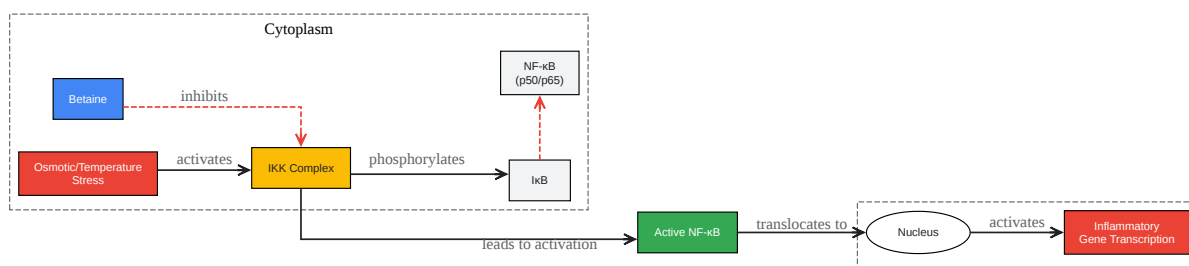 Cytoplasm
NF-κB
(p50/p65)
Betaine
inhibits
Osmotic/Temperature
Stress
activates
IKK Complex
phosphorylates
IκB
leads to activation
Active NF-κB
translocates to
Nucleus
activates
Inflammatory
Gene Transcription